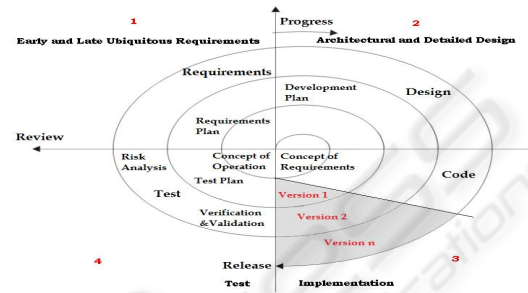 1
Progress
2
Early and Late Ubiquitous Requirements
Architectural and Detailed Design
Requirements
Development
Plan
Design
Requirements
Plan
Review
Risk
Analysis
Concept of
Operation
Concept of
Requirements
Code
Test Plan
Test
Version 1
Verification
&Validation
Version 2
Version n
4
3
Release
Test
Implementation